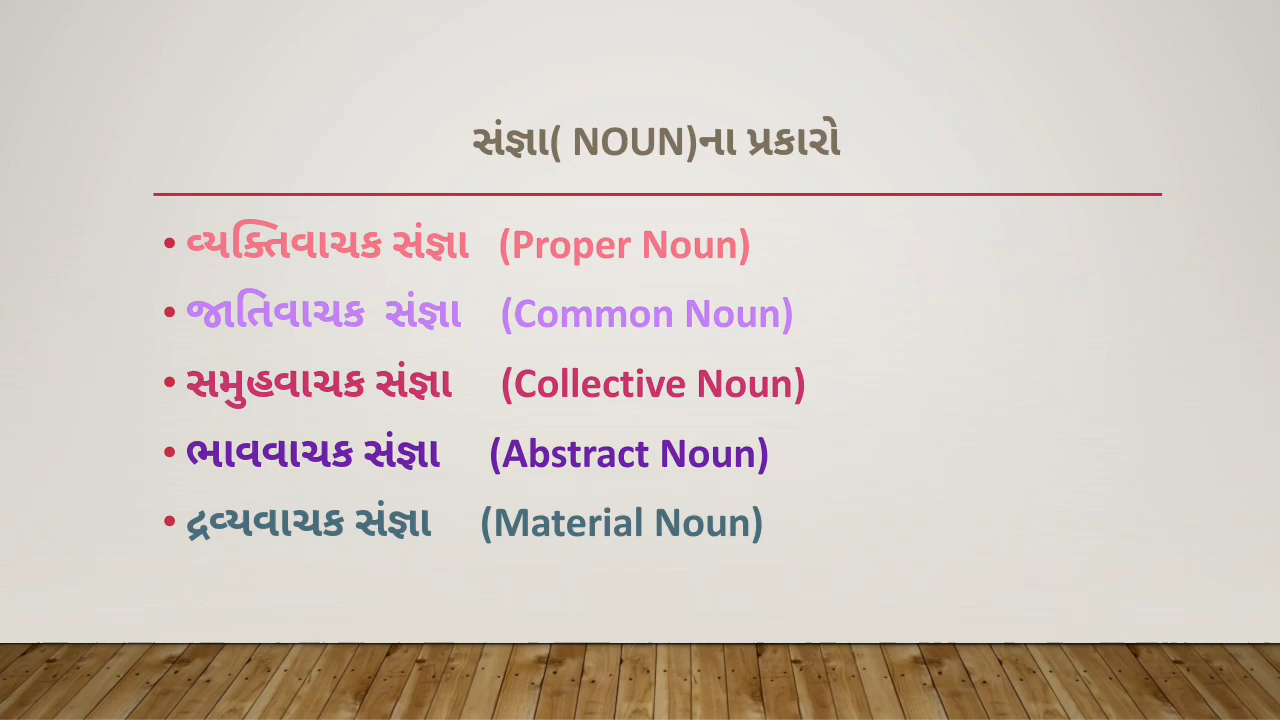 સંજ્ઞા( NOUN)ના પ્રકારો
• વ્યક્તિવાચક સંજ્ઞા (Proper Noun)
• જાતિવાચક સંજ્ઞા (Common Noun)
• સમુહવાચક સંજ્ઞા (Collective Noun)
• ભાવવાચક સંજ્ઞા (Abstract Noun)
• દ્રવ્યવાચક સંજ્ઞા (Material Noun)